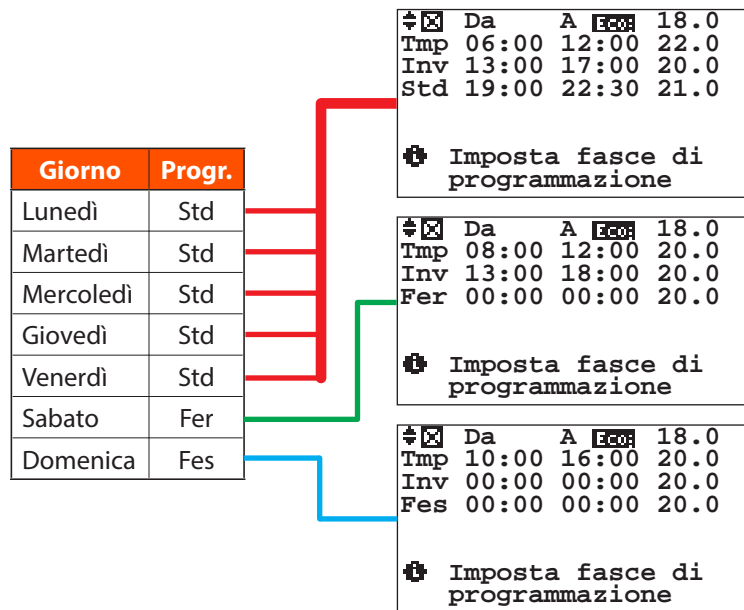 Giorno Progr.
Lunedì Std
Martedì Std
Mercoledì Std
Giovedì Std
Venerdì Std
Sabato Fer
Domenica Fes
Da A Eco 18.0
Tmp 06:00 12:00 22.0
Inv 13:00 17:00 20.0
Std 19:00 22:30 21.0
Imposta fasce di
programmazione
Da A Eco 18.0
Tmp 08:00 12:00 20.0
Inv 13:00 18:00 20.0
Fer 00:00 00:00 20.0
Imposta fasce di
programmazione
Da A Eco 18.0
Tmp 10:00 16:00 20.0
Inv 00:00 00:00 20.0
Fes 00:00 00:00 20.0
Imposta fasce di
programmazione